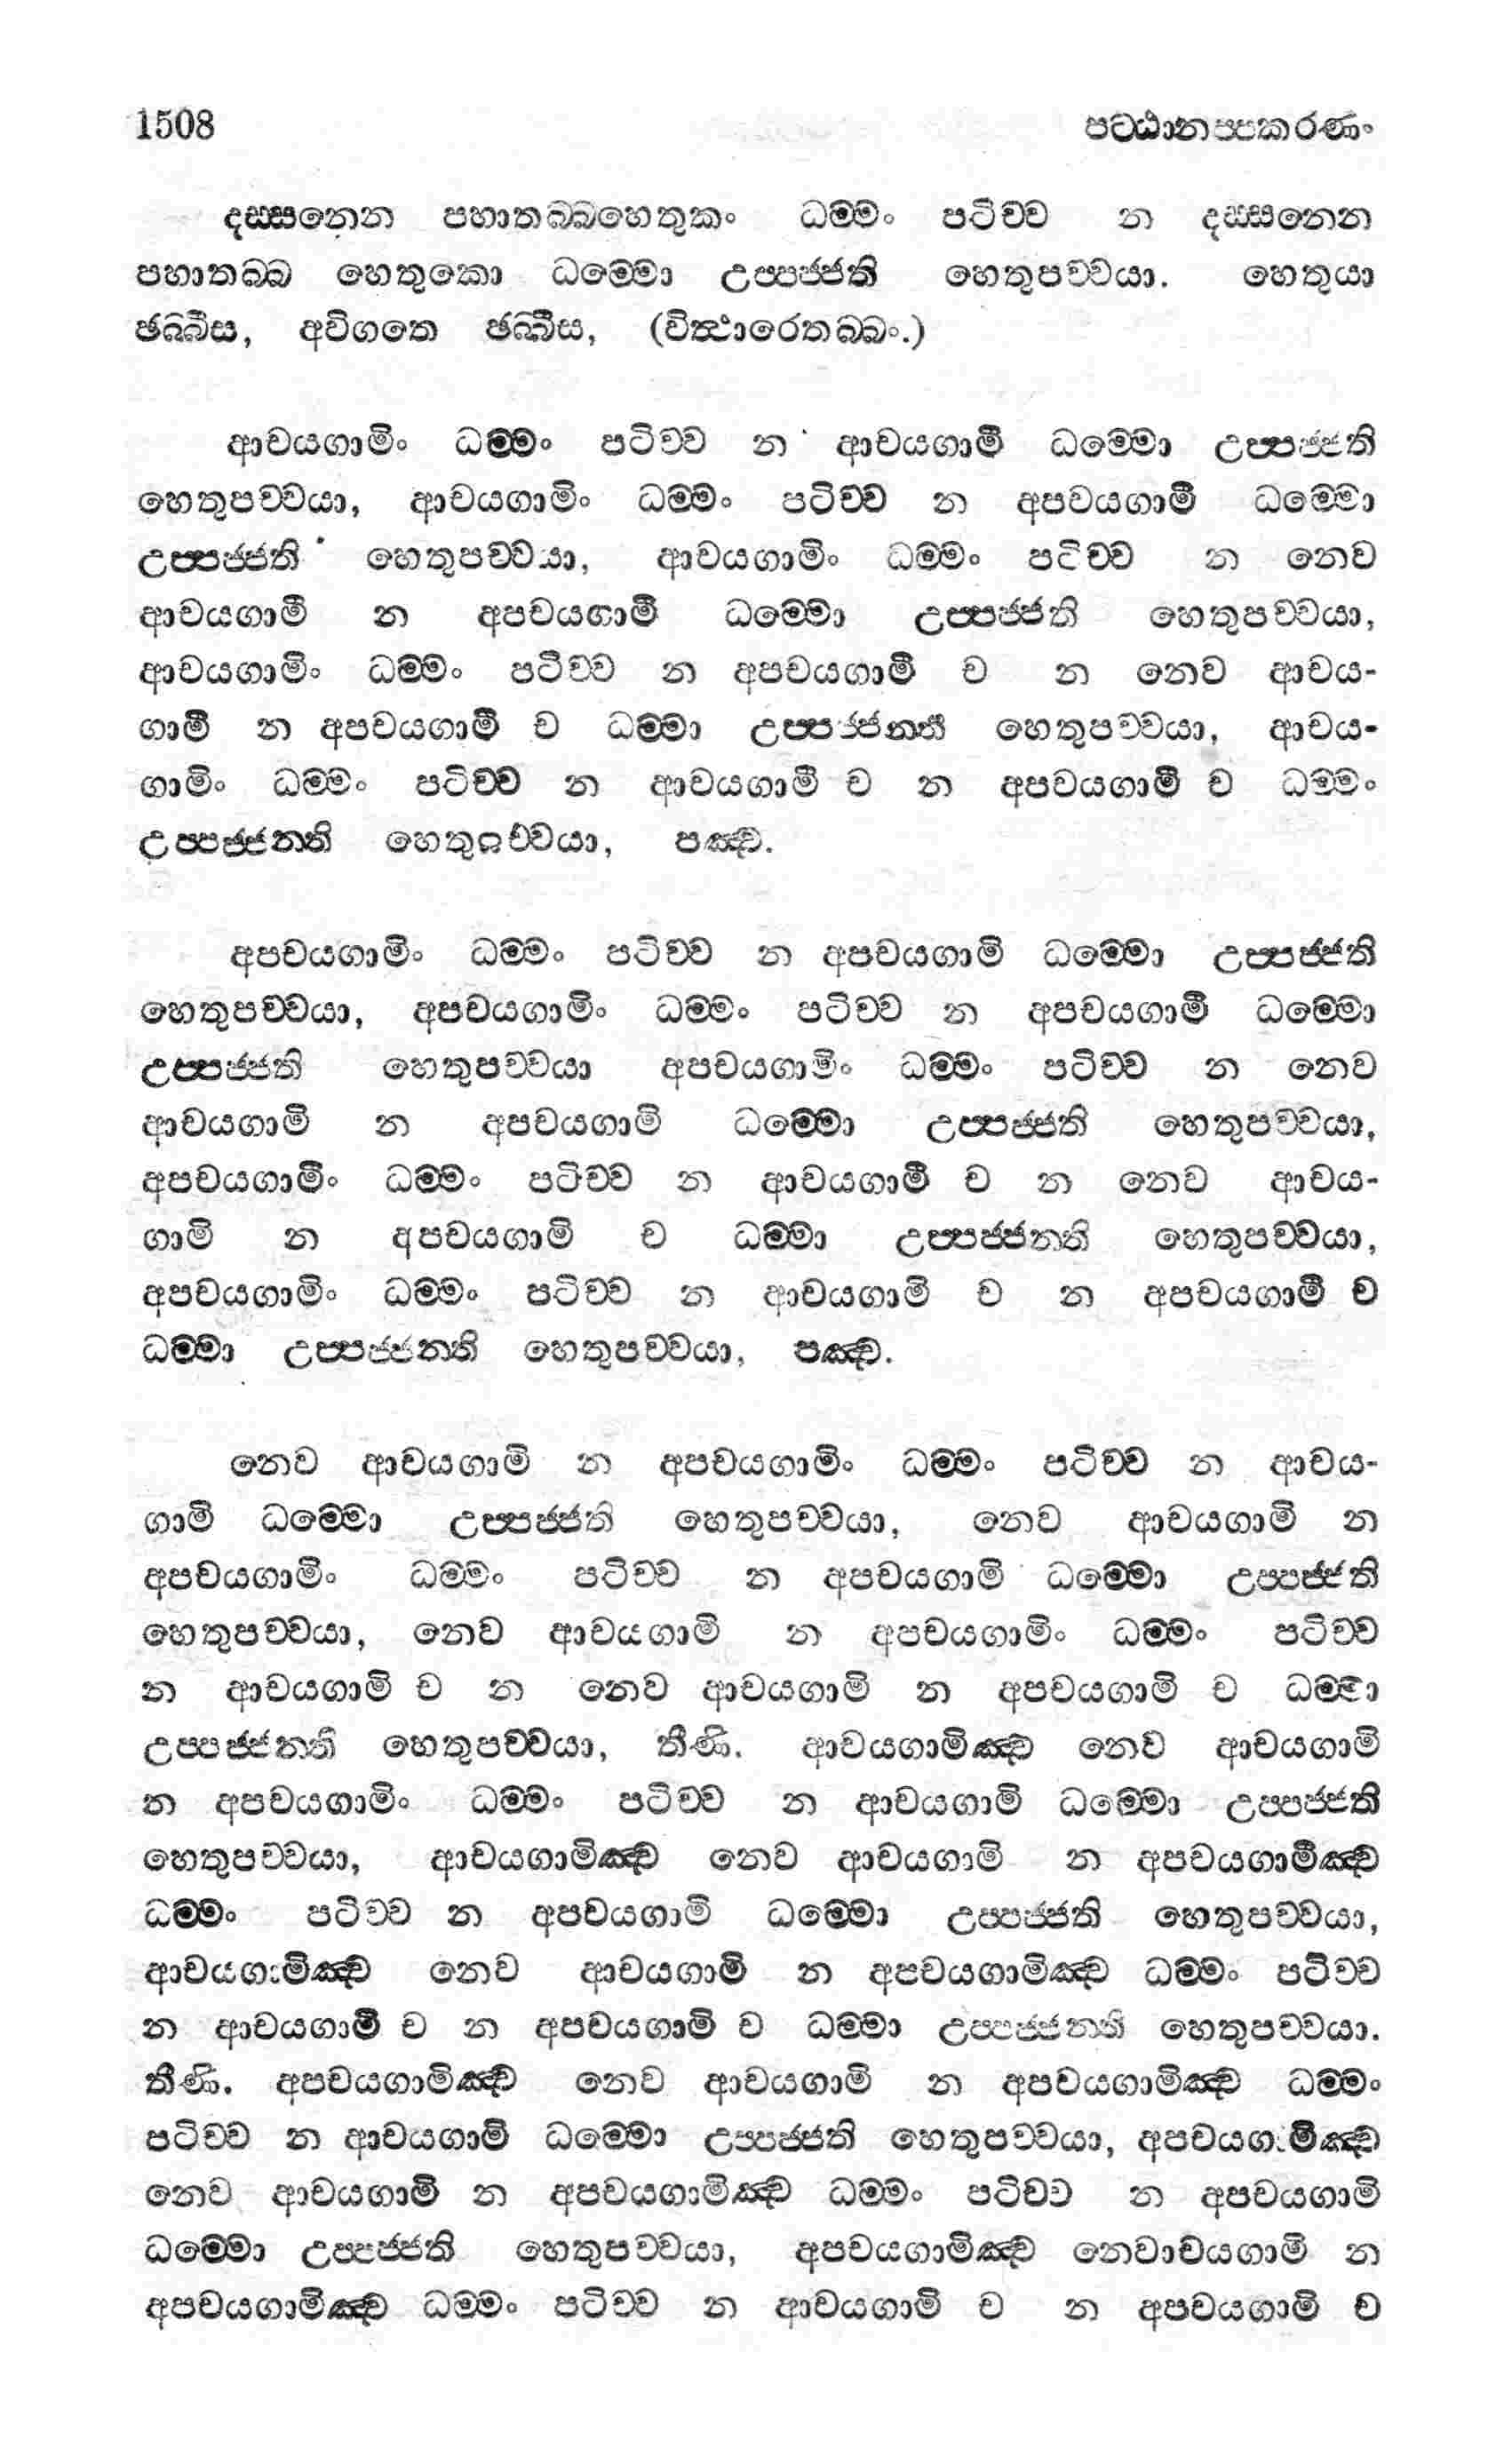 1508 පට්ඨානප්පකරණං
දස්සනෙන පහාතබ්බහෙතුකං ධම්මං පටිච්ච න දස්සනෙන
පහාතබ්බ හෙතුකො ධම්මො උප්පජ්ජති හෙතුපච්චයා. හෙතුයා
ඡබ්බීස, අවිගතෙ ඡබ්බීස, (විත්ථාරෙතබ්බං.)
ආචයගාමිං ධම්මං පටිච්ච න ආචයගාමී ධම්මො උප්පජ්ජති
හෙතුපච්චයා, ආචයගාමිං ධම්මං පටිච්ච න අපචයගාමී ධම්මො
උප්පජ්ජති හෙතුපච්චයා, ආචයගාමිං ධම්මං පටිච්ච න නෙව
ආචයගාමී න අපචයගාමී ධම්මො උප්පජ්ජති හෙතුපච්චයා,
ආචයගාමිං ධම්මං පටිච්ච න අපචයගාමී ච න නෙව ආචය-
ගාමී න අපචයගාමී ච ධම්මා උප්පජ්ජන්ති හෙතුපච්චයා, ආචය-
ගාමිං ධම්මං පටිච්ච න ආචයගාමී ච න අපචයගාමී ච ධම්මං
උප්පජ්ජන්ති හෙතුපච්චයා, පඤ්ච.
අපචයගාමිං ධම්මං පටිච්ච න අපචයගාමි ධම්මො උප්පජ්ජති
හෙතුපච්චයා, අපචයගාමිං ධම්මං පටිච්ච න අපචයගාමී ධම්මො
උප්පජ්ජති හෙතුපච්චයා අපචයගාමිං ධම්මං පටිච්ච න නෙව
ආචයගාමි න අපචයගාමි ධම්මො උප්පජ්ජති හෙතුපච්චයා,
අපචයගාමීං ධම්මං පටිච්ච න ආචයගාමී ච න නෙව ආචය-
ගාමි න අපචයගාමි ච ධම්මා උප්පජ්ජන්ති හෙතුපච්චයා,
අපචයගාමිං ධම්මං පටිච්ච න ආචයගාමි ච න අපචයගාමී ච
ධම්මා උප්පජ්ජන්ති හෙතුපච්චයා, පඤ්ච.
නෙව ආචයගාමි න අපචයගාමිං ධම්මං පටිච්ච න ආචය-
ගාමි ධම්මො උප්පජ්ජති හෙතුපච්චයා, නෙව ආචයගාමි න
අපචයගාමිං ධම්මං පටිච්ච න අපචයගාමි ධම්මො උප්පජ්ජති
හෙතුපච්චයා, නෙව ආචයගාමි න අපචයගාමිං ධම්මං පටිච්ච
න ආචයගාමි ච න නෙව ආචයගාමි න අපචයගාමි ච ධම්මා
උප්පජ්ජන්ති හෙතුපච්චයා, තීණි. ආචයගාමිඤ්ච නෙව ආචයගාමි
න අපචයගාමිං ධම්මං පටිච්ච න ආචයගාමි ධම්මො උප්පජ්ජති
හෙතුපච්චයා, ආචයගාමිඤ්ච නෙව ආචයගාමි න අපචයගාමිඤ්ච
ධම්මං පටිච්ච න අපචයගාමි ධම්මො උප්පජ්ජති හෙතුපච්චයා,
ආචයගාමිඤ්ච නෙව ආචයගාමි න අපචයගාමිඤ්ච ධම්මං පටිච්ච
න ආචයගාමී ච න අපචයගාමි ච ධම්මා උප්පජ්ජන්ති හෙතුපච්චයා.
තීණි. අපචයගාමිඤ්ච නෙව ආචයගාමි න අපචයගාමිඤ්ච ධම්මං
පටිච්ච න ආචයගාමි ධම්මො උප්පජ්ජති හෙතුපච්චයා, අපචයගාමිඤ්ච
නෙව ආචයගාමි න අපචයගාමිඤ්ච ධම්මං පටිච්ච න අපචයගාමි
ධම්මො උප්පජ්ජති හෙතුපච්චයා, අපචයගාමිඤ්ච නෙවාචයගාමි න
අපචයගාමිඤ්ච ධම්මං පටිච්ච න ආචයගාමි ච න අපචයගාමි ච